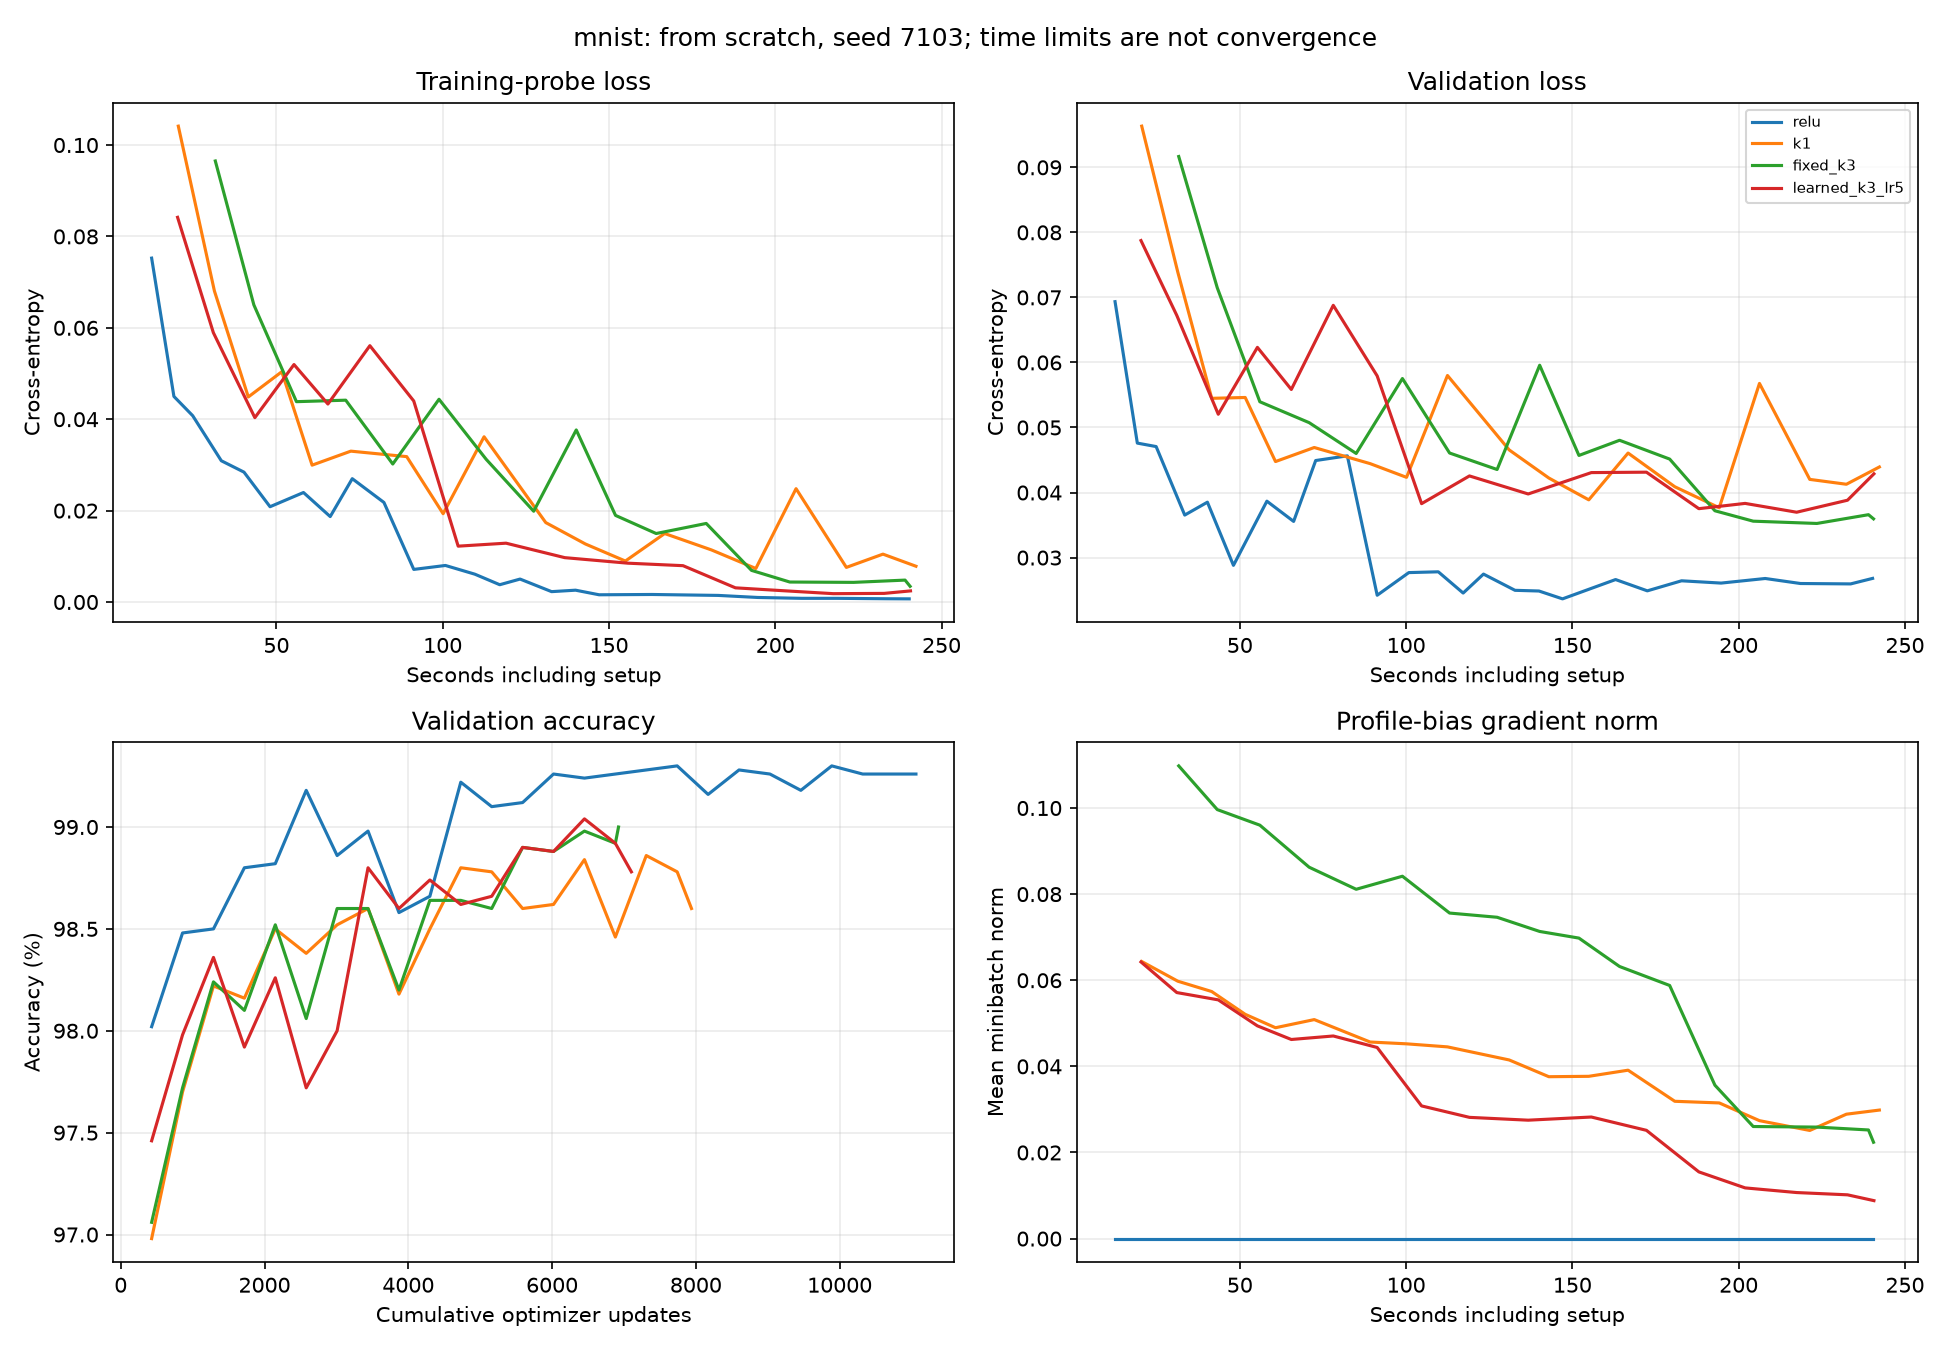 mnist: from scratch, seed 7103; time limits are not convergence
Training-probe loss
Cross-entropy
0.10
0.08
0.06
0.04
0.02
0.00
50
100
150
200
250
Seconds including setup
Validation loss
Cross-entropy
0.09
0.08
0.07
0.06
0.05
0.04
0.03
relu
k1
fixed_k3
learned_k3_lr5
50
100
150
200
250
Seconds including setup
Validation accuracy
Accuracy (%)
99.0
98.5
98.0
97.5
97.0
0
2000
4000
6000
8000
10000
Cumulative optimizer updates
Profile-bias gradient norm
Mean minibatch norm
0.10
0.08
0.06
0.04
0.02
0.00
50
100
150
200
250
Seconds including setup